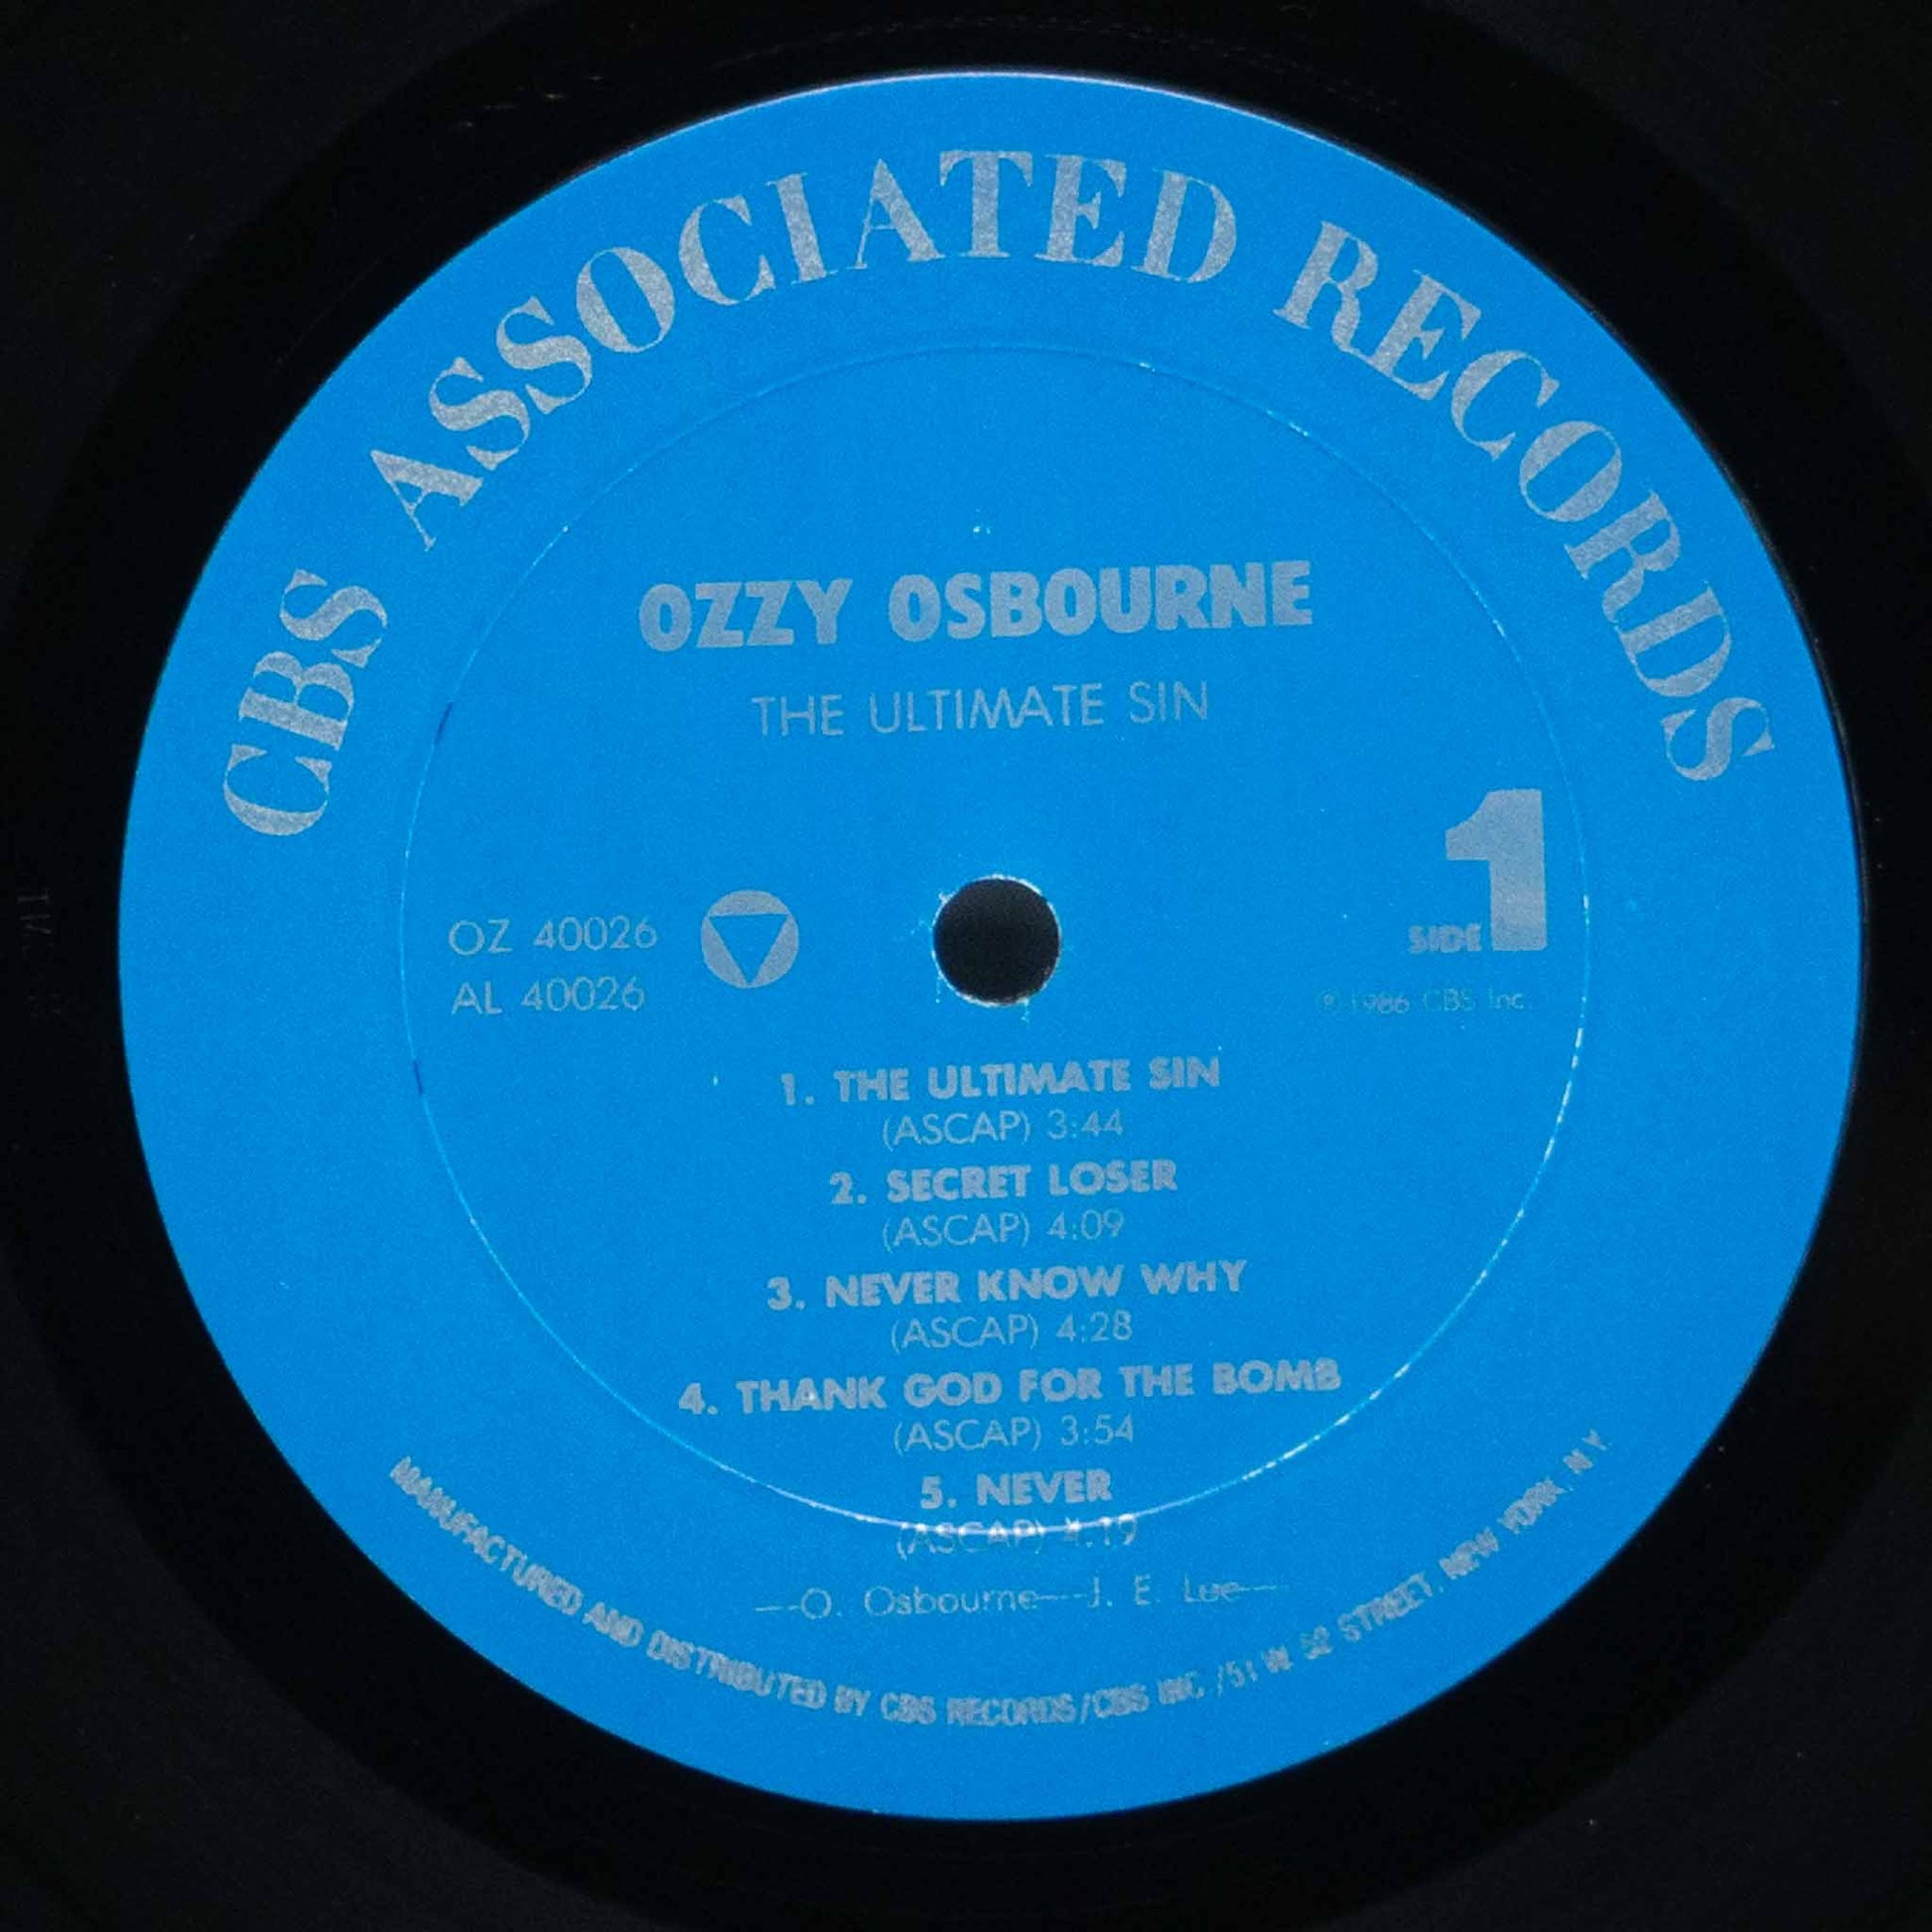 CBS ASSOCIATED RECORDS
OZZY OSBOURNE
THE ULTIMATE SIN
OZ 40026
AL 40026
SIDE 1
℗ 1986 CBS Inc.
1. THE ULTIMATE SIN
(ASCAP) 3:44
2. SECRET LOSER
(ASCAP) 4:09
3. NEVER KNOW WHY
(ASCAP) 4:28
4. THANK GOD FOR THE BOMB
(ASCAP) 3:54
5. NEVER
(ASCAP) 4:19
—O. Osbourne—J. E. Lue—
MANUFACTURED AND DISTRIBUTED BY CBS RECORDS/CBS INC./51 W. 52 STREET, NEW YORK, N.Y.